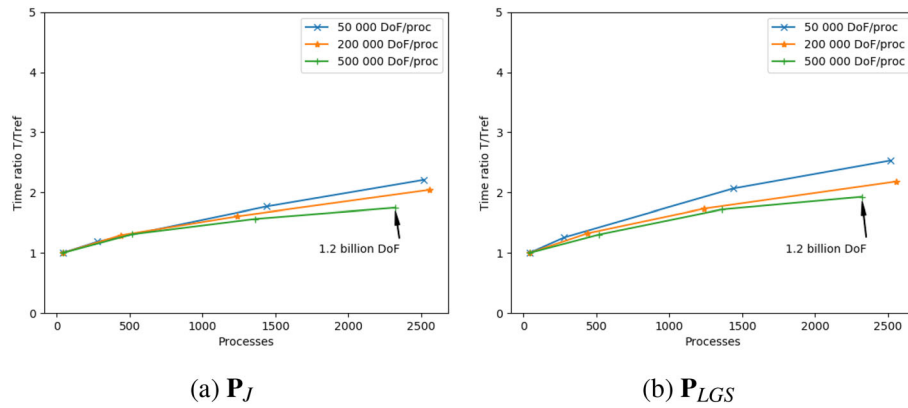 5
4
3
2
1
0
Time ratio T/Tref
50 000 DoF/proc
200 000 DoF/proc
500 000 DoF/proc
1.2 billion DoF
0 500 1000 1500 2000 2500
Processes
(a) P_J
5
4
3
2
1
0
Time ratio T/Tref
50 000 DoF/proc
200 000 DoF/proc
500 000 DoF/proc
1.2 billion DoF
0 500 1000 1500 2000 2500
Processes
(b) P_LGS